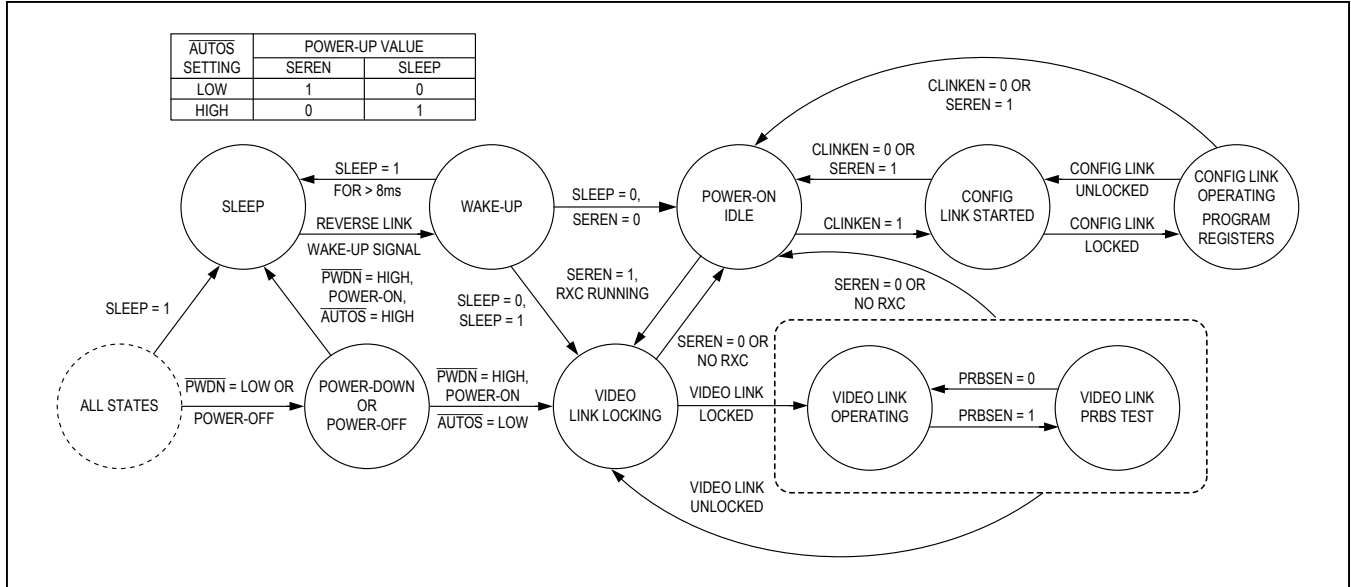 AUTOS
SETTING
POWER-UP VALUE
SEREN
SLEEP
LOW
1
0
HIGH
0
1
CLINKEN = 0 OR
SEREN = 1
SLEEP
SLEEP = 1
FOR > 8ms
REVERSE LINK
WAKE-UP SIGNAL
WAKE-UP
SLEEP = 0,
SEREN = 0
POWER-ON
IDLE
CLINKEN = 0 OR
SEREN = 1
CLINKEN = 1
CONFIG
LINK STARTED
CONFIG LINK
UNLOCKED
CONFIG LINK
LOCKED
CONFIG LINK
OPERATING
PROGRAM
REGISTERS
SLEEP = 1
PWDN = HIGH,
POWER-ON,
AUTOS = HIGH
SLEEP = 0,
SLEEP = 1
SEREN = 1,
RXC RUNNING
SEREN = 0 OR
NO RXC
SEREN = 0 OR
NO RXC
ALL STATES
PWDN = LOW OR
POWER-OFF
POWER-DOWN
OR
POWER-OFF
PWDN = HIGH,
POWER-ON
AUTOS = LOW
VIDEO
LINK LOCKING
VIDEO LINK
LOCKED
VIDEO LINK
OPERATING
PRBSEN = 0
PRBSEN = 1
VIDEO LINK
PRBS TEST
VIDEO LINK
UNLOCKED